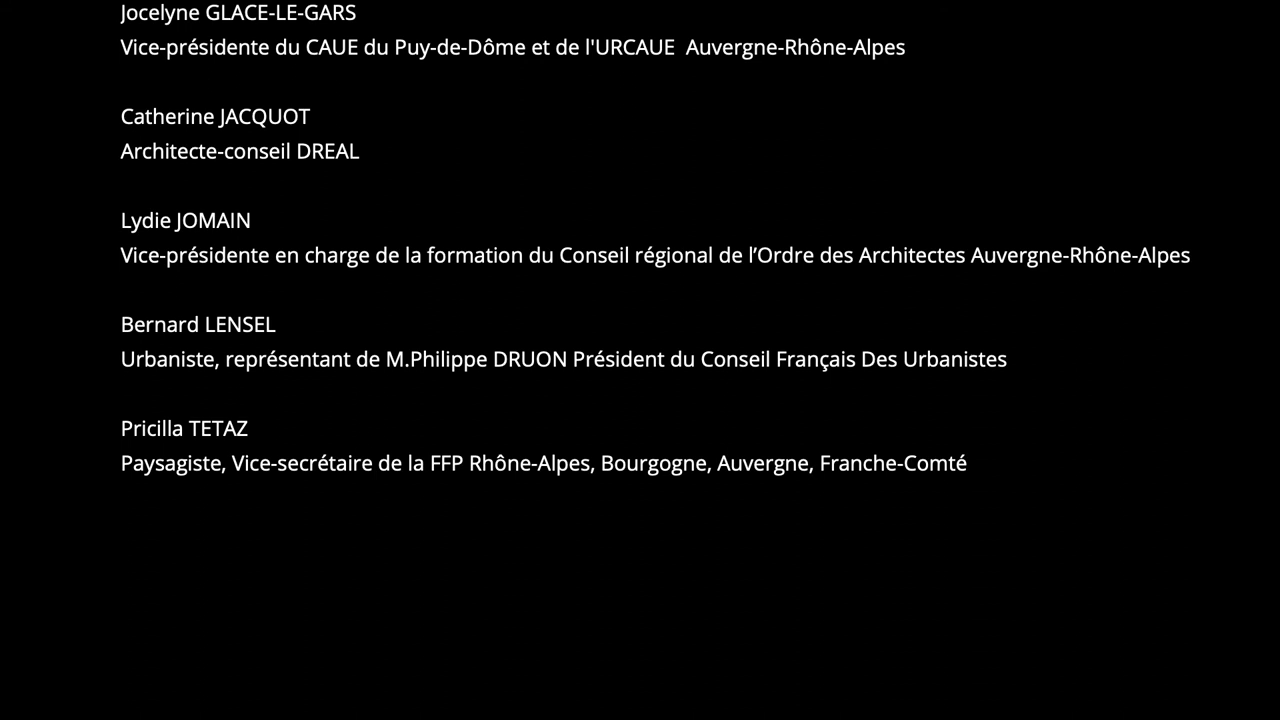 Jocelyne GLACE-LE-GARS
Vice-présidente du CAUE du Puy-de-Dôme et de l'URCAUE  Auvergne-Rhône-Alpes
Catherine JACQUOT
Architecte-conseil DREAL
Lydie JOMAIN
Vice-présidente en charge de la formation du Conseil régional de l’Ordre des Architectes Auvergne-Rhône-Alpes
Bernard LENSEL
Urbaniste, représentant de M.Philippe DRUON Président du Conseil Français Des Urbanistes
Pricilla TETAZ
Paysagiste, Vice-secrétaire de la FFP Rhône-Alpes, Bourgogne, Auvergne, Franche-Comté